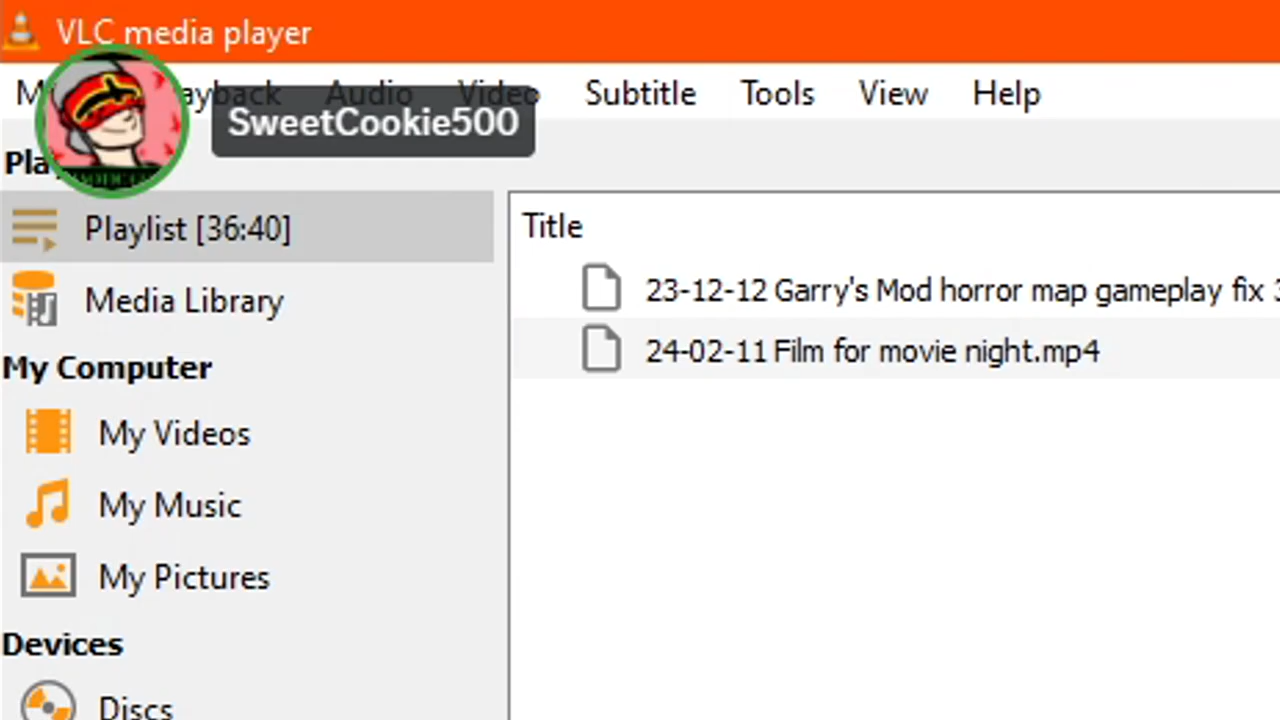 VLC media player
Audio Video Subtitle Tools View Help
SweetCookie500
Playlist [36:40]
Media Library
My Computer
My Videos
My Music
My Pictures
Devices
Discs
Title
23-12-12 Garry's Mod horror map gameplay fix
24-02-11 Film for movie night.mp4